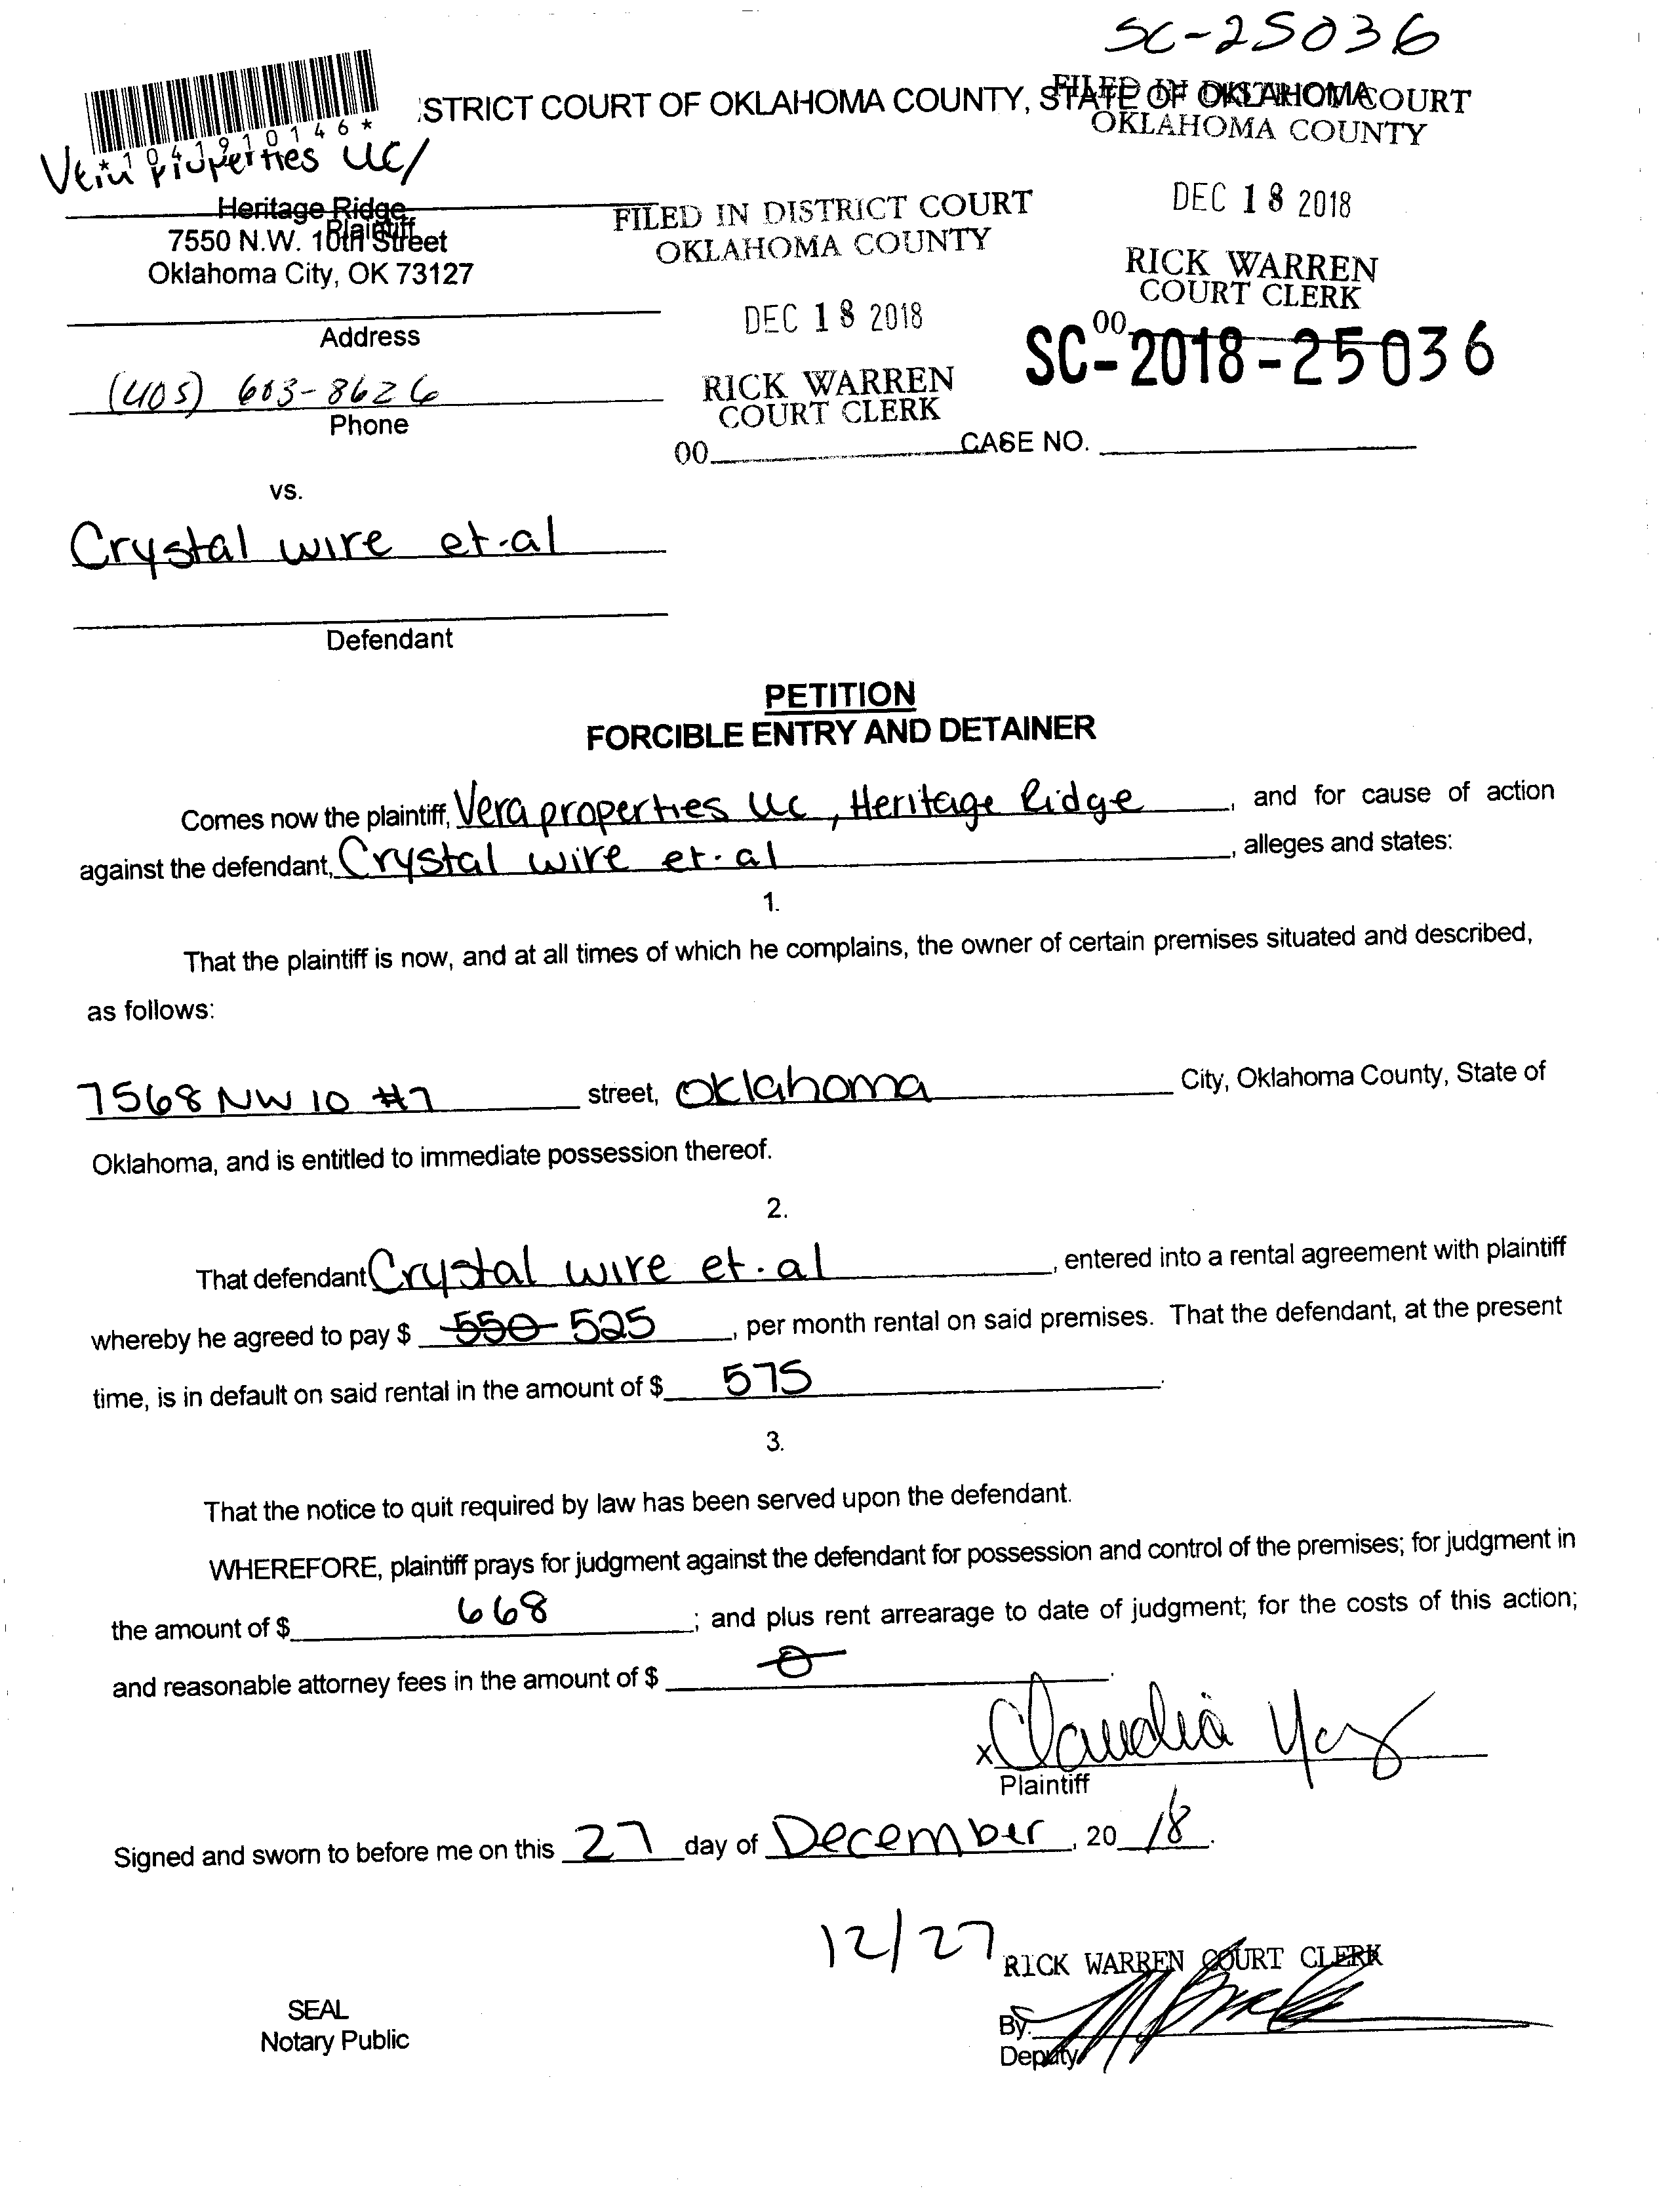 SC-25036
STRICT COURT OF OKLAHOMA COUNTY, STATE OF OKLAHOMA
FILED IN DISTRICT COURT
OKLAHOMA COUNTY
*1041910146*
Vera properties LLC/
Heritage Ridge
Plaintiff
7550 N.W. 10th Street
Oklahoma City, OK 73127
FILED IN DISTRICT COURT
OKLAHOMA COUNTY
DEC 18 2018
RICK WARREN
COURT CLERK
00
DEC 18 2018
RICK WARREN
COURT CLERK
00
SC-2018-25036
Address
(405) 603-8626
Phone
CASE NO.
vs.
Crystal wire et-al
Defendant
PETITION
FORCIBLE ENTRY AND DETAINER
Comes now the plaintiff, Vera properties LLC, Heritage Ridge, and for cause of action
against the defendant, Crystal wire et.al, alleges and states:
1.
That the plaintiff is now, and at all times of which he complains, the owner of certain premises situated and described,
as follows:
7568 NW 10 #7 street, Oklahoma City, Oklahoma County, State of
Oklahoma, and is entitled to immediate possession thereof.
2.
That defendant Crystal wire et.al, entered into a rental agreement with plaintiff
whereby he agreed to pay $ 550 525, per month rental on said premises. That the defendant, at the present
time, is in default on said rental in the amount of $ 575.
3.
That the notice to quit required by law has been served upon the defendant.
WHEREFORE, plaintiff prays for judgment against the defendant for possession and control of the premises; for judgment in
the amount of $ 668; and plus rent arrearage to date of judgment; for the costs of this action;
and reasonable attorney fees in the amount of $ 0.
x Claudia
Plaintiff
Signed and sworn to before me on this 27 day of December, 2018.
12/27
RICK WARREN COURT CLERK
SEAL
Notary Public
By:
Deputy